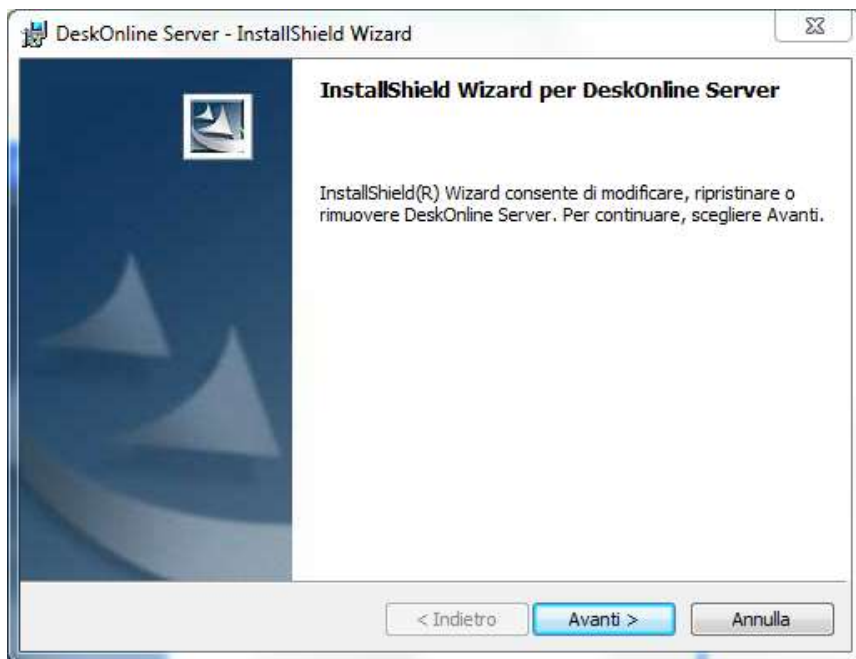 DeskOnline Server - InstallShield Wizard
InstallShield Wizard per DeskOnline Server
InstallShield(R) Wizard consente di modificare, ripristinare o
rimuovere DeskOnline Server. Per continuare, scegliere Avanti.
< Indietro
Avanti >
Annulla